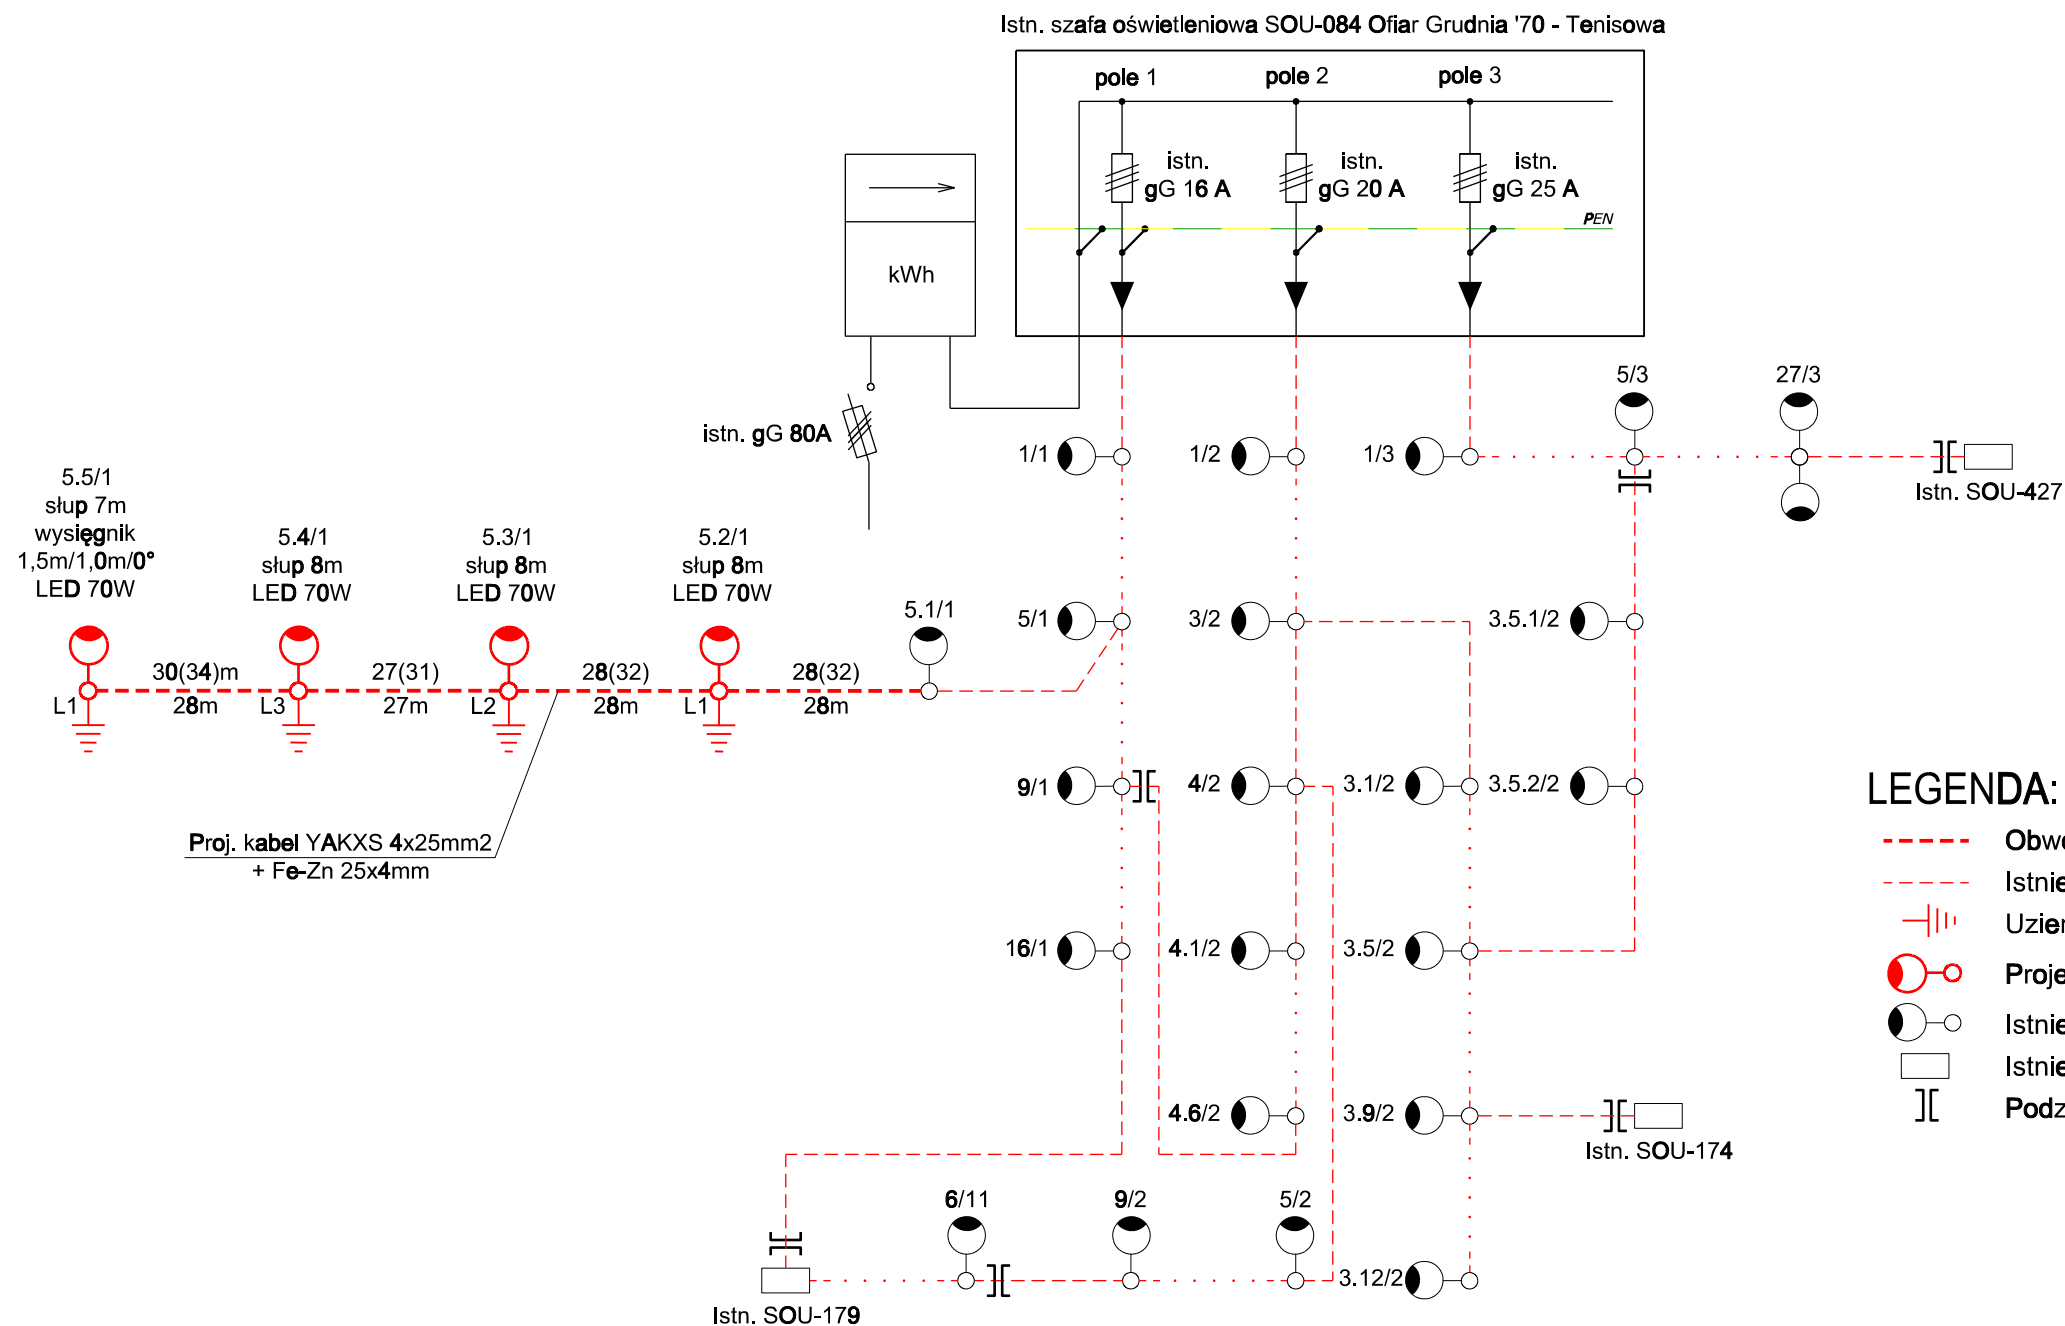 Istn. szafa oświetleniowa SOU-084 Ofiar Grudnia '70 - Tenisowa
pole 1
pole 2
pole 3
istn.
gG 16 A
istn.
gG 20 A
istn.
gG 25 A
PEN
kWh
istn. gG 80A
5/3
27/3
1/1
1/2
1/3
Istn. SOU-427
5.5/1
słup 7m
wysięgnik
1,5m/1,0m/0°
LED 70W
5.4/1
słup 8m
LED 70W
5.3/1
słup 8m
LED 70W
5.2/1
słup 8m
LED 70W
5.1/1
5/1
3/2
3.5.1/2
30(34)m
27(31)
28(32)
28(32)
L1
28m
L3
27m
L2
28m
L1
28m
9/1
4/2
3.1/2
3.5.2/2
Proj. kabel YAKXS 4x25mm2
+ Fe-Zn 25x4mm
16/1
4.1/2
3.5/2
4.6/2
3.9/2
Istn. SOU-174
6/11
9/2
5/2
3.12/2
Istn. SOU-179
LEGENDA:
Istnie
Uzien
Proje
Istnie
Istnie
Podz